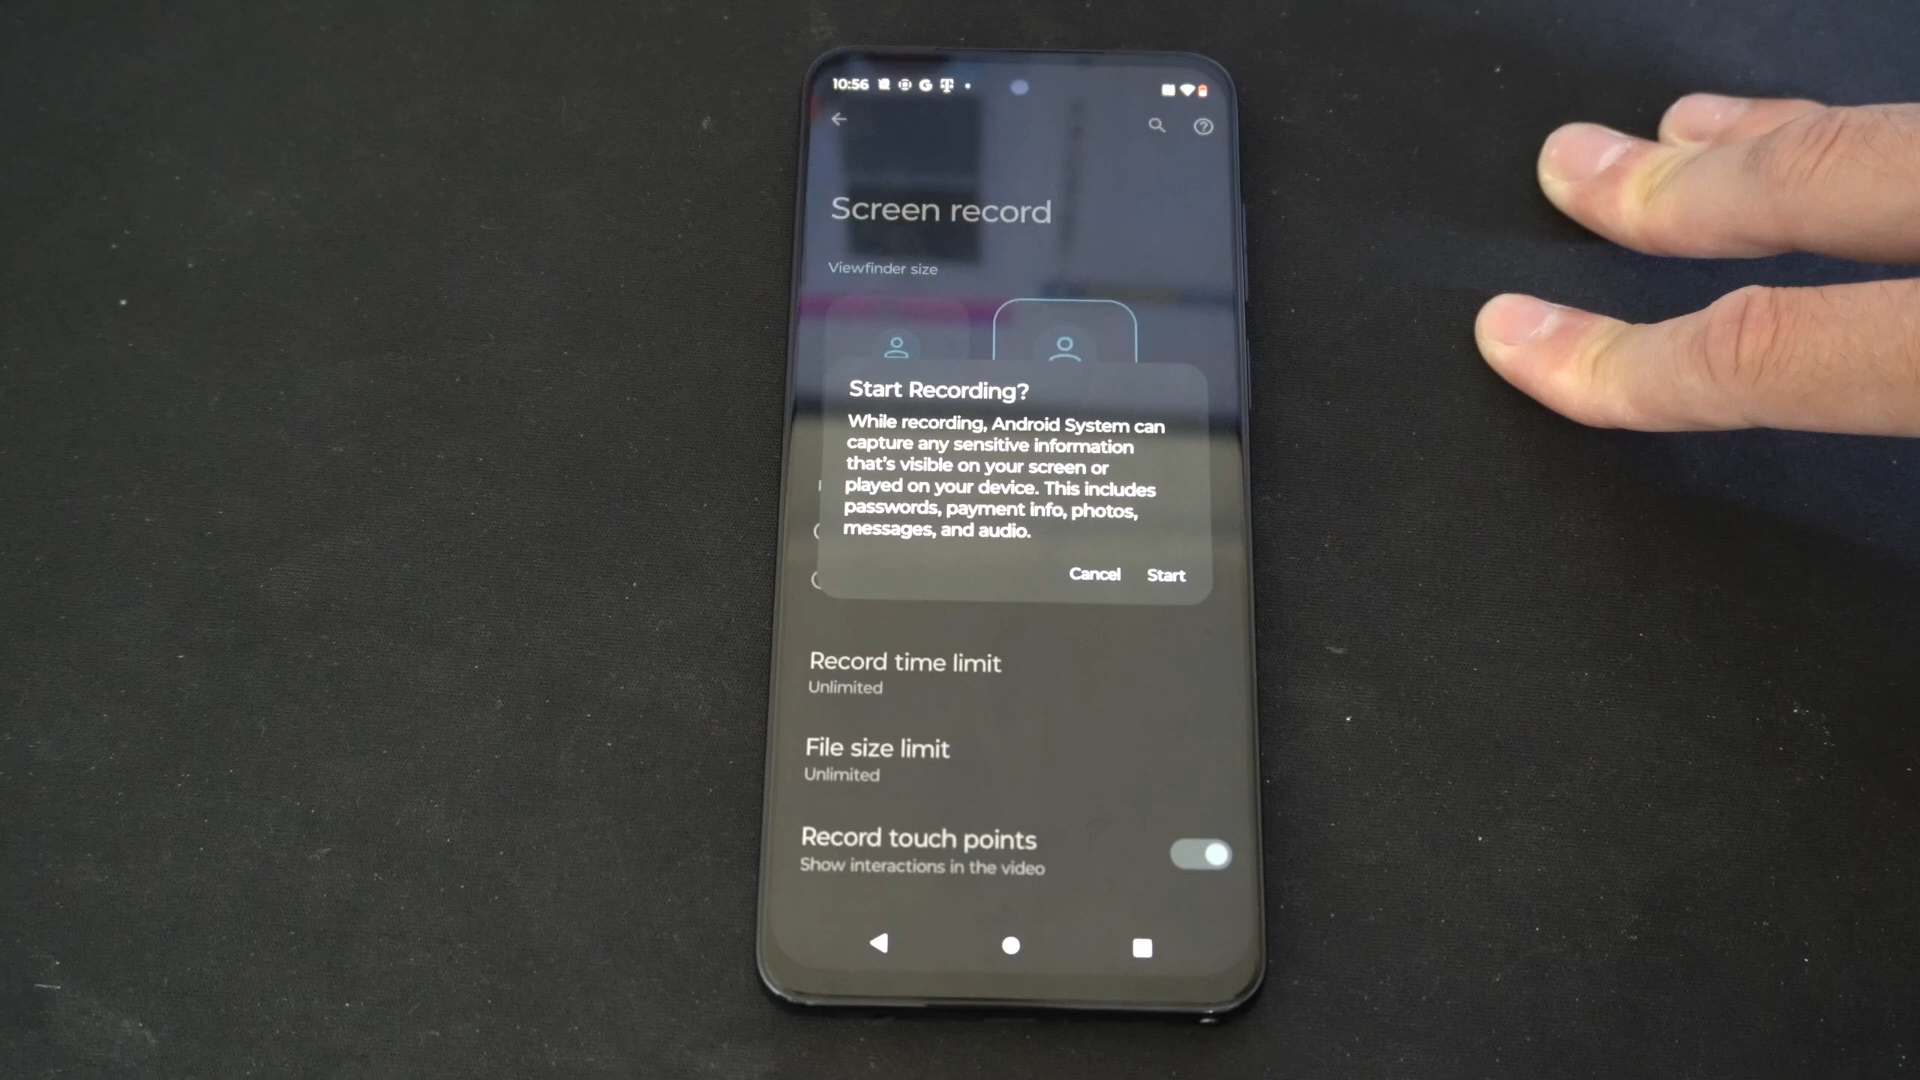 10:56
Screen record
Viewfinder size
Start Recording?
While recording, Android System can
capture any sensitive information
that's visible on your screen or
played on your device. This includes
passwords, payment info, photos,
messages, and audio.
Cancel Start
Record time limit
Unlimited
File size limit
Unlimited
Record touch points
Show interactions in the video